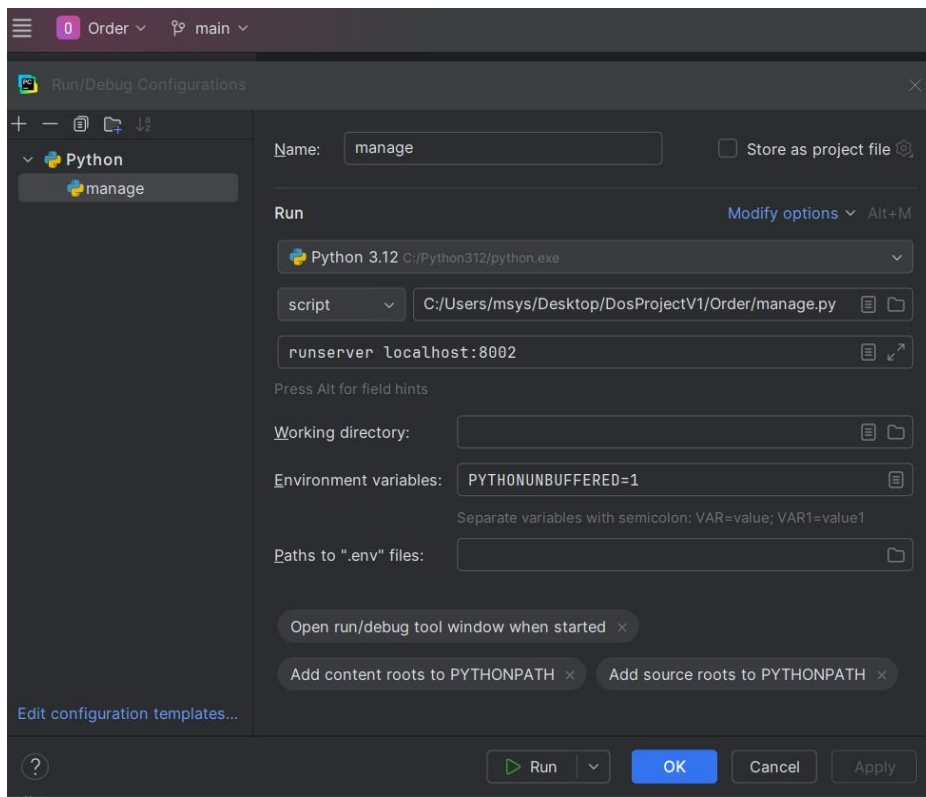 O Order main
Run/Debug Configurations
Name: manage Store as project file
Python
manage
Run Modify options Alt+M
Python 3.12 C:/Python312/python.exe
script C:/Users/msys/Desktop/DosProjectV1/Order/manage.py
runserver localhost:8002
Press Alt for field hints
Working directory:
Environment variables: PYTHONUNBUFFERED=1
Separate variables with semicolon: VAR=value; VAR1=value1
Paths to ".env" files:
Open run/debug tool window when started
Add content roots to PYTHONPATH Add source roots to PYTHONPATH
Edit configuration templates...
? Run OK Cancel Apply